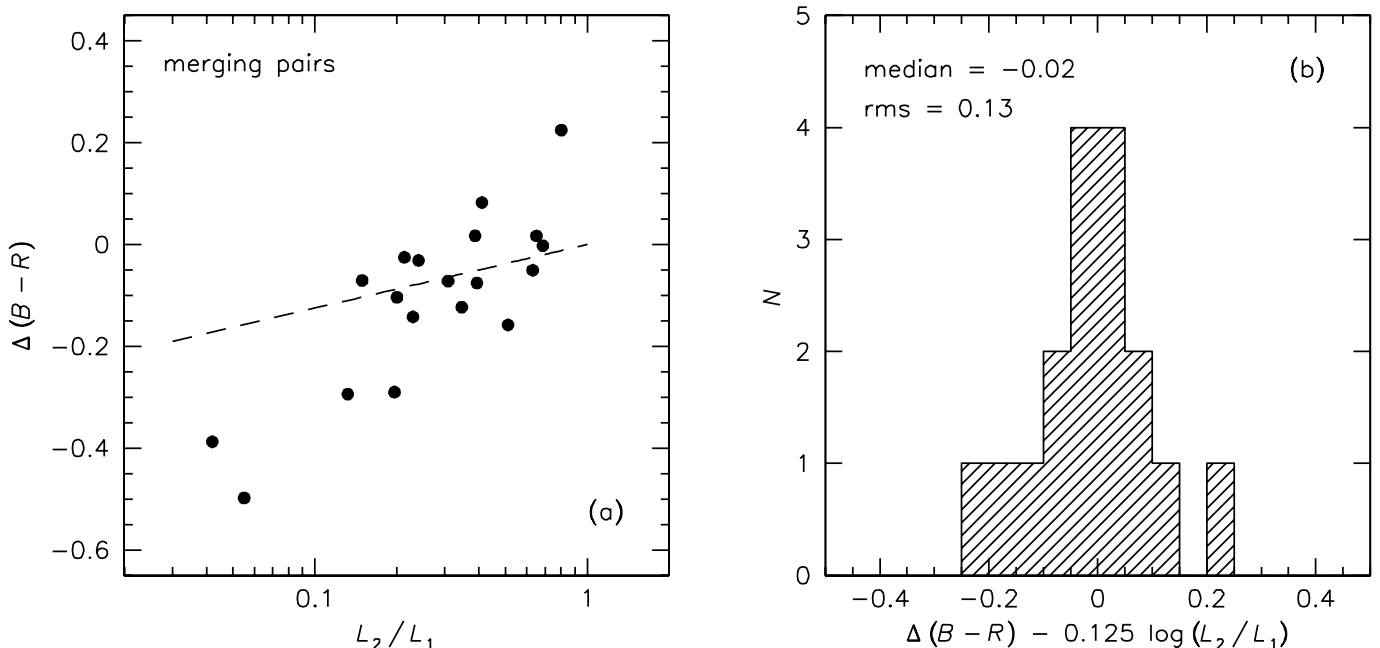 merging pairs
0.4
0.2
0
−0.2
−0.4
−0.6
Δ(B − R)
(a)
0.1
1
L₂/L₁
median = −0.02
rms = 0.13
(b)
5
4
3
2
1
0
N
−0.4
−0.2
0
0.2
0.4
Δ(B − R) − 0.125 log(L₂/L₁)